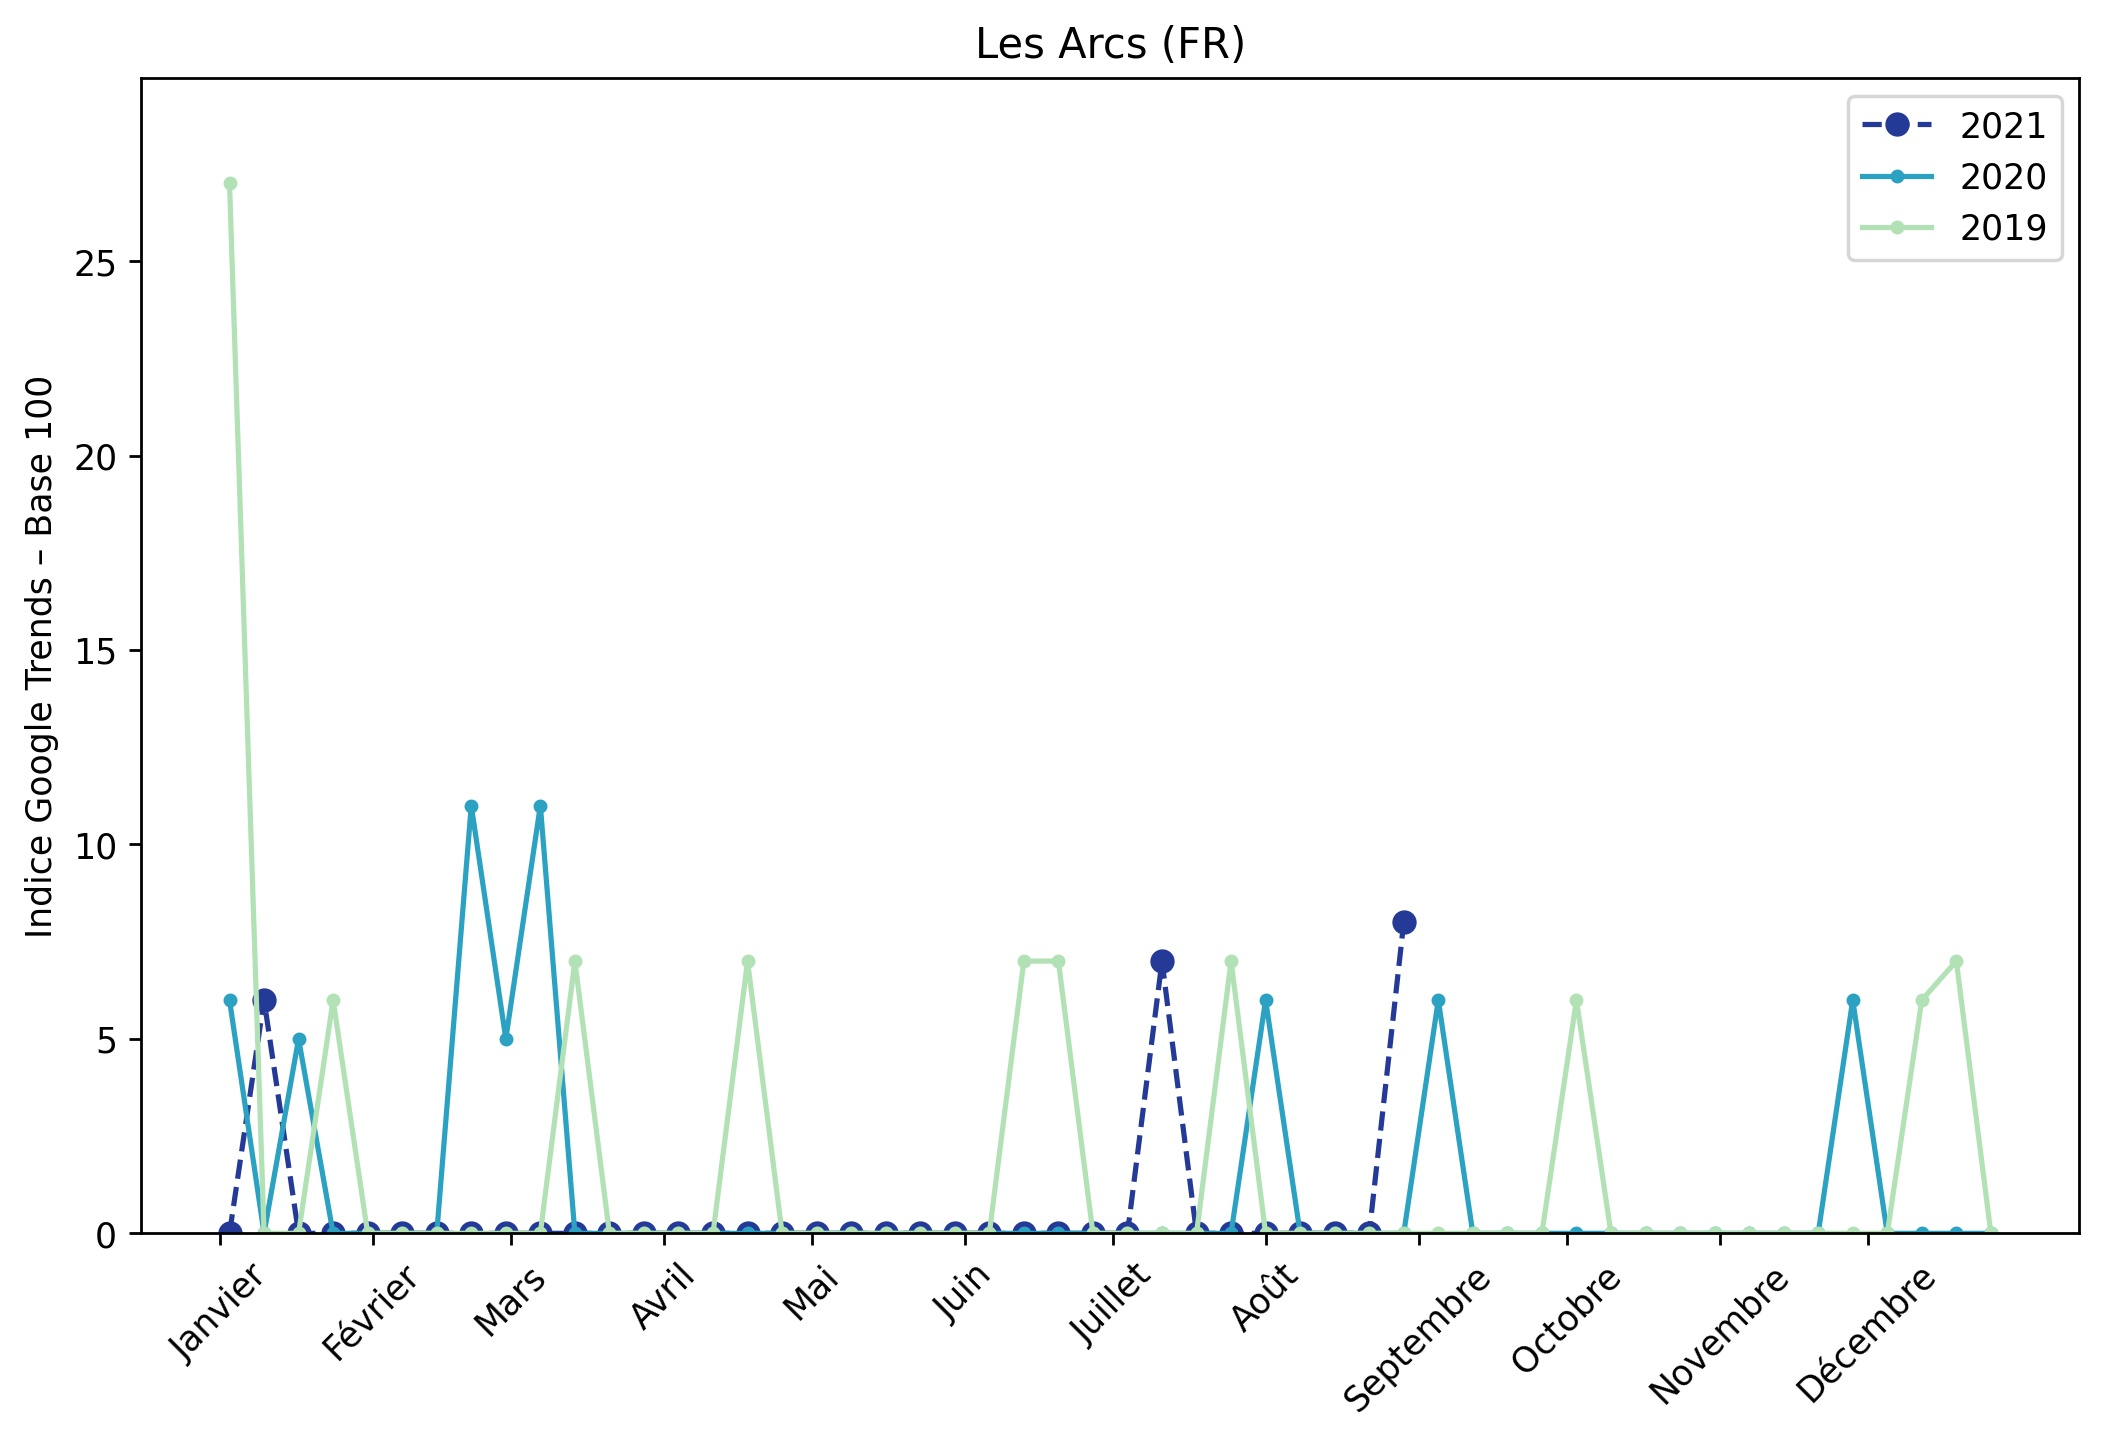 Les Arcs (FR)
2021
2020
2019
Indice Google Trends – Base 100
25
20
15
10
5
0
Janvier
Février
Mars
Avril
Mai
Juin
Juillet
Août
Septembre
Octobre
Novembre
Décembre